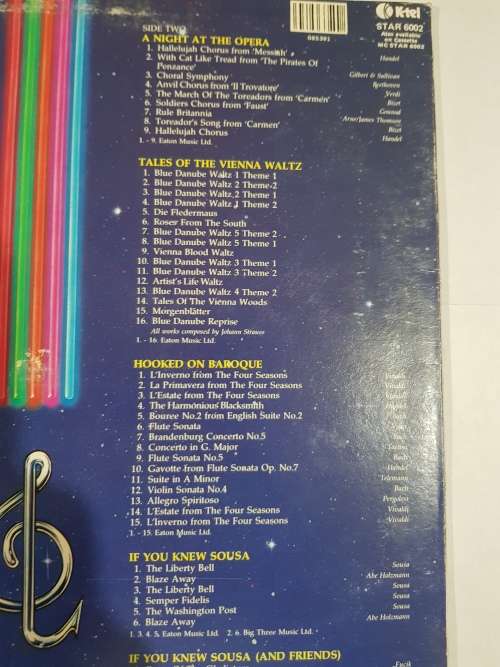 K-tel
STAR 6002
Also available
on Cassette
MC STAR 6002
085391
SIDE TWO
A NIGHT AT THE OPERA
1. Hallelujah Chorus from 'Messiah' Handel
2. With Cat Like Tread from 'The Pirates Of
Penzance' Gilbert & Sullivan
3. Choral Symphony Beethoven
4. Anvil Chorus from 'Il Trovatore' Verdi
5. The March Of The Toreadors from 'Carmen' Bizet
6. Soldiers Chorus from 'Faust' Gounod
7. Rule Britannia Arne/James Thomson
8. Toreador's Song from 'Carmen' Bizet
9. Hallelujah Chorus Handel
1. - 9. Eaton Music Ltd.
TALES OF THE VIENNA WALTZ
1. Blue Danube Waltz 1 Theme 1
2. Blue Danube Waltz 2 Theme 2
3. Blue Danube Waltz 2 Theme 1
4. Blue Danube Waltz 1 Theme 2
5. Die Fledermaus
6. Roses From The South
7. Blue Danube Waltz 5 Theme 2
8. Blue Danube Waltz 5 Theme 1
9. Vienna Blood Waltz
10. Blue Danube Waltz 3 Theme 1
11. Blue Danube Waltz 3 Theme 2
12. Artist's Life Waltz
13. Blue Danube Waltz 4 Theme 2
14. Tales Of The Vienna Woods
15. Morgenblätter
16. Blue Danube Reprise
All works composed by Johann Strauss
1. - 16. Eaton Music Ltd.
HOOKED ON BAROQUE
1. L'Inverno from The Four Seasons Vivaldi
2. La Primavera from The Four Seasons Vivaldi
3. L'Estate from The Four Seasons Vivaldi
4. The Harmonious Blacksmith Handel
5. Bouree No.2 from English Suite No.2 Bach
6. Flute Sonata
7. Brandenburg Concerto No.5 Bach
8. Concerto in G. Major Tartini
9. Flute Sonata No.5 Bach
10. Gavotte from Flute Sonata Op. No.7 Handel
11. Suite in A Minor Telemann
12. Violin Sonata No.4 Bach
13. Allegro Spiritoso Pergolesi
14. L'Estate from The Four Seasons Vivaldi
15. L'Inverno from The Four Seasons Vivaldi
1. - 15. Eaton Music Ltd.
IF YOU KNEW SOUSA
1. The Liberty Bell Sousa
2. Blaze Away Abe Holzmann
3. The Liberty Bell Sousa
4. Semper Fidelis Sousa
5. The Washington Post Sousa
6. Blaze Away Abe Holzmann
1. 3. 4. 5. Eaton Music Ltd. 2. 6. Big Three Music Ltd.
IF YOU KNEW SOUSA (AND FRIENDS)
Fucik